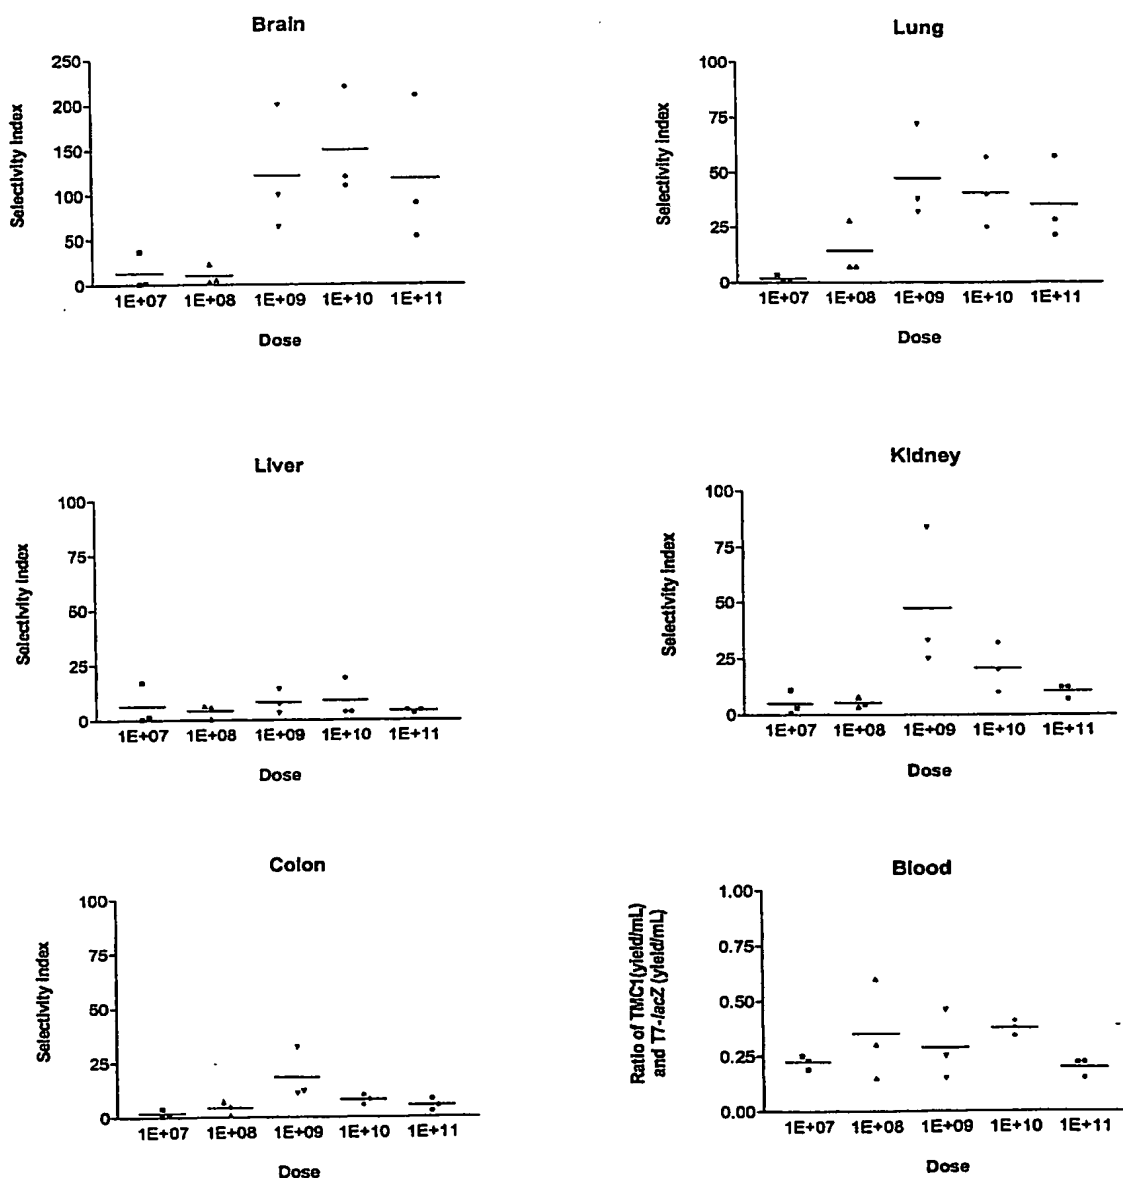 Brain
Selectivity Index
250
200
150
100
50
0
1E+07 1E+08 1E+09 1E+10 1E+11
Dose
Lung
Selectivity Index
100
75
50
25
0
1E+07 1E+08 1E+09 1E+10 1E+11
Dose
Liver
Selectivity Index
100
75
50
25
0
1E+07 1E+08 1E+09 1E+10 1E+11
Dose
Kidney
Selectivity Index
100
75
50
25
0
1E+07 1E+08 1E+09 1E+10 1E+11
Dose
Colon
Selectivity Index
100
75
50
25
0
1E+07 1E+08 1E+09 1E+10 1E+11
Dose
Blood
Ratio of TMC1(yield/mL)
and T7-lacZ (yield/mL)
1.00
0.75
0.50
0.25
0.00
1E+07 1E+08 1E+09 1E+10 1E+11
Dose